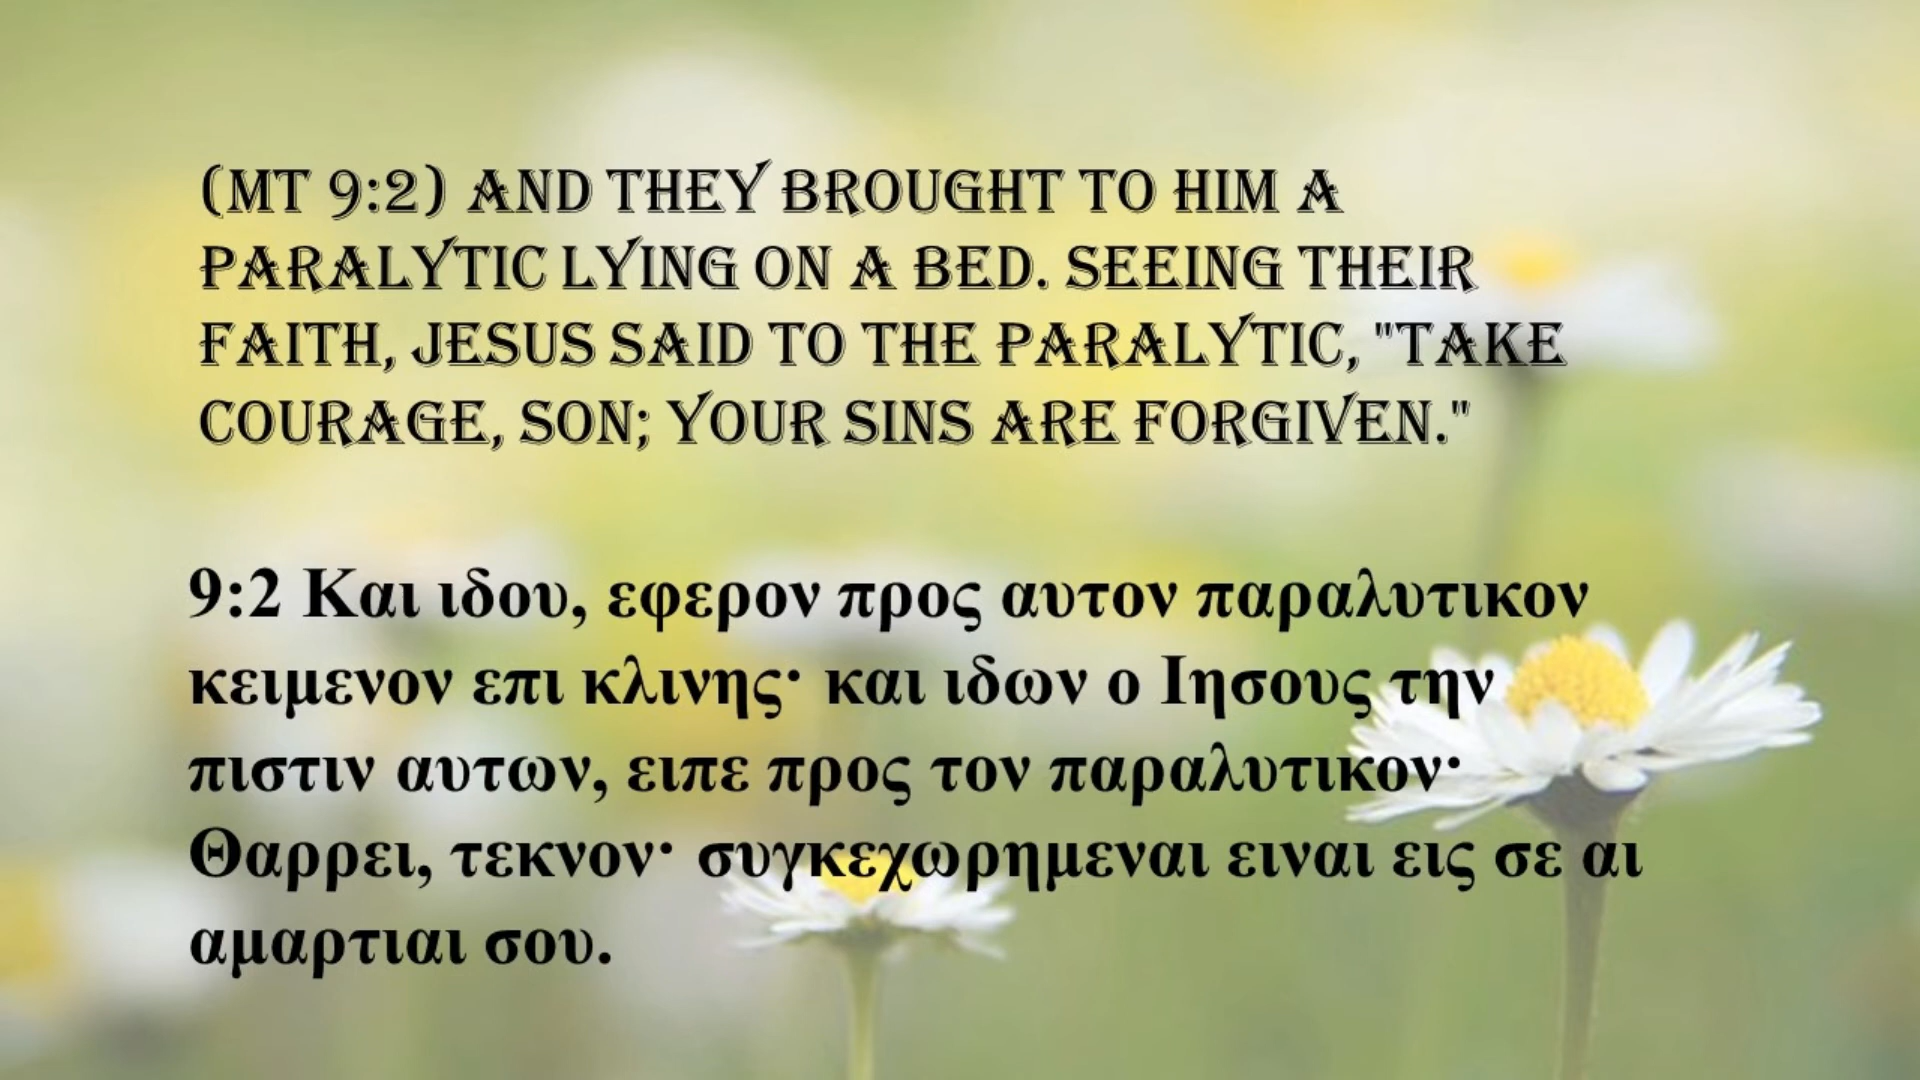 (MT 9:2) AND THEY BROUGHT TO HIM A
PARALYTIC LYING ON A BED. SEEING THEIR
FAITH, JESUS SAID TO THE PARALYTIC, "TAKE
COURAGE, SON; YOUR SINS ARE FORGIVEN."
9:2 Και ιδου, εφερον προς αυτον παραλυτικον
κειμενον επι κλινης· και ιδων ο Ιησους την
πιστιν αυτων, ειπε προς τον παραλυτικον·
Θαρρει, τεκνον· συγκεχωρημεναι ειναι εις σε αι
αμαρτιαι σου.